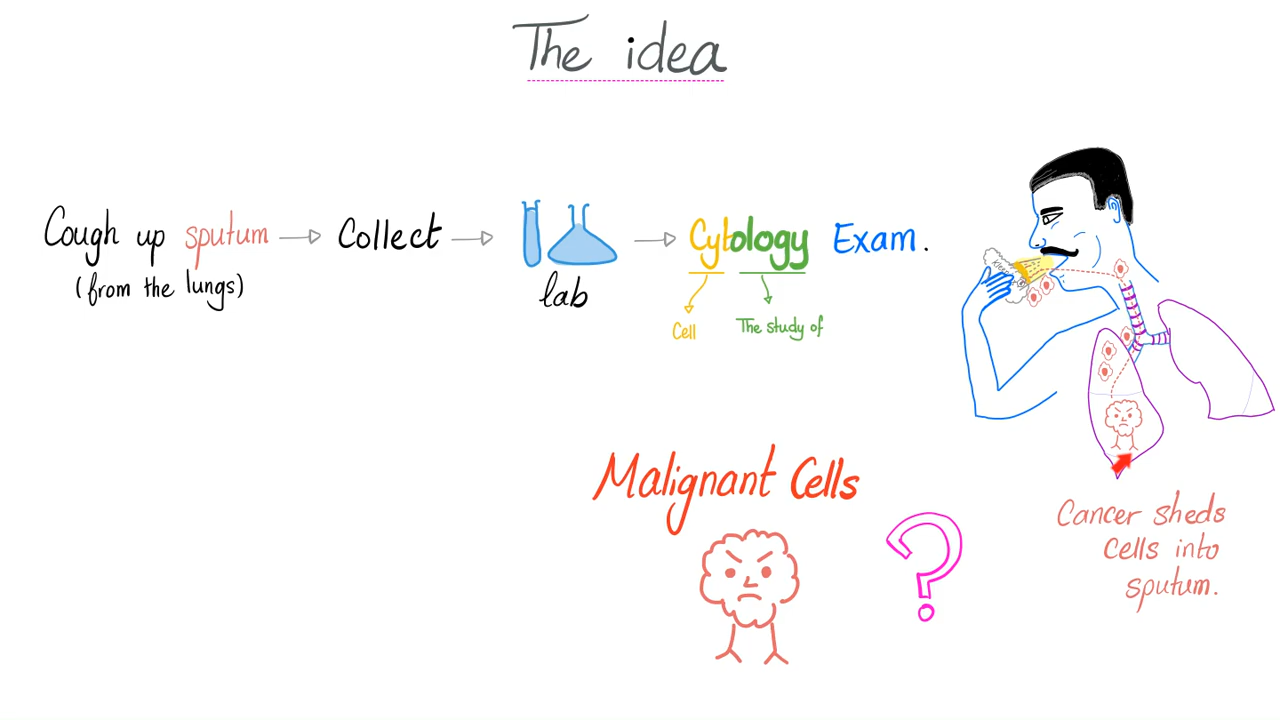 The idea
Cough up sputum
(from the lungs)
Collect
lab
Cytology Exam.
Cell
The study of
Malignant Cells
?
Cancer sheds
Cells into
sputum.